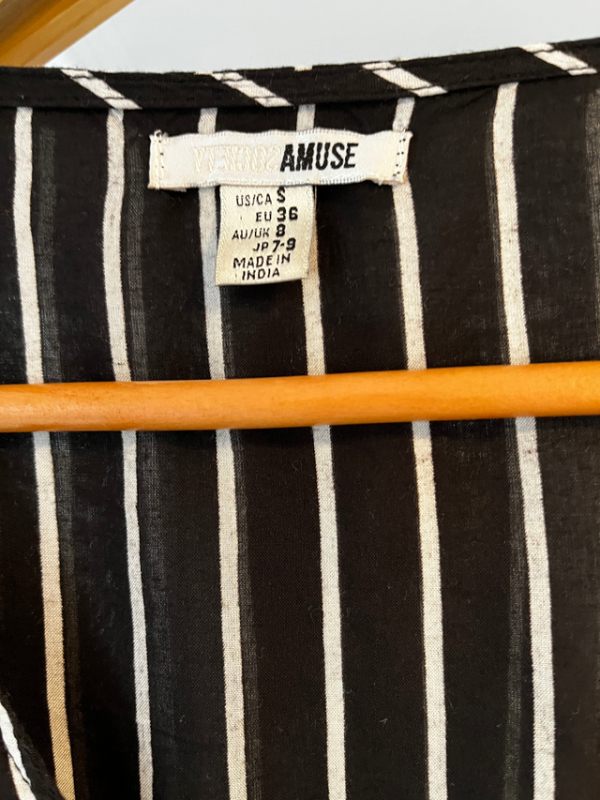 AMUSE
US/CA S
EU 36
AU/UK 8
JP 7-9
MADE IN
INDIA